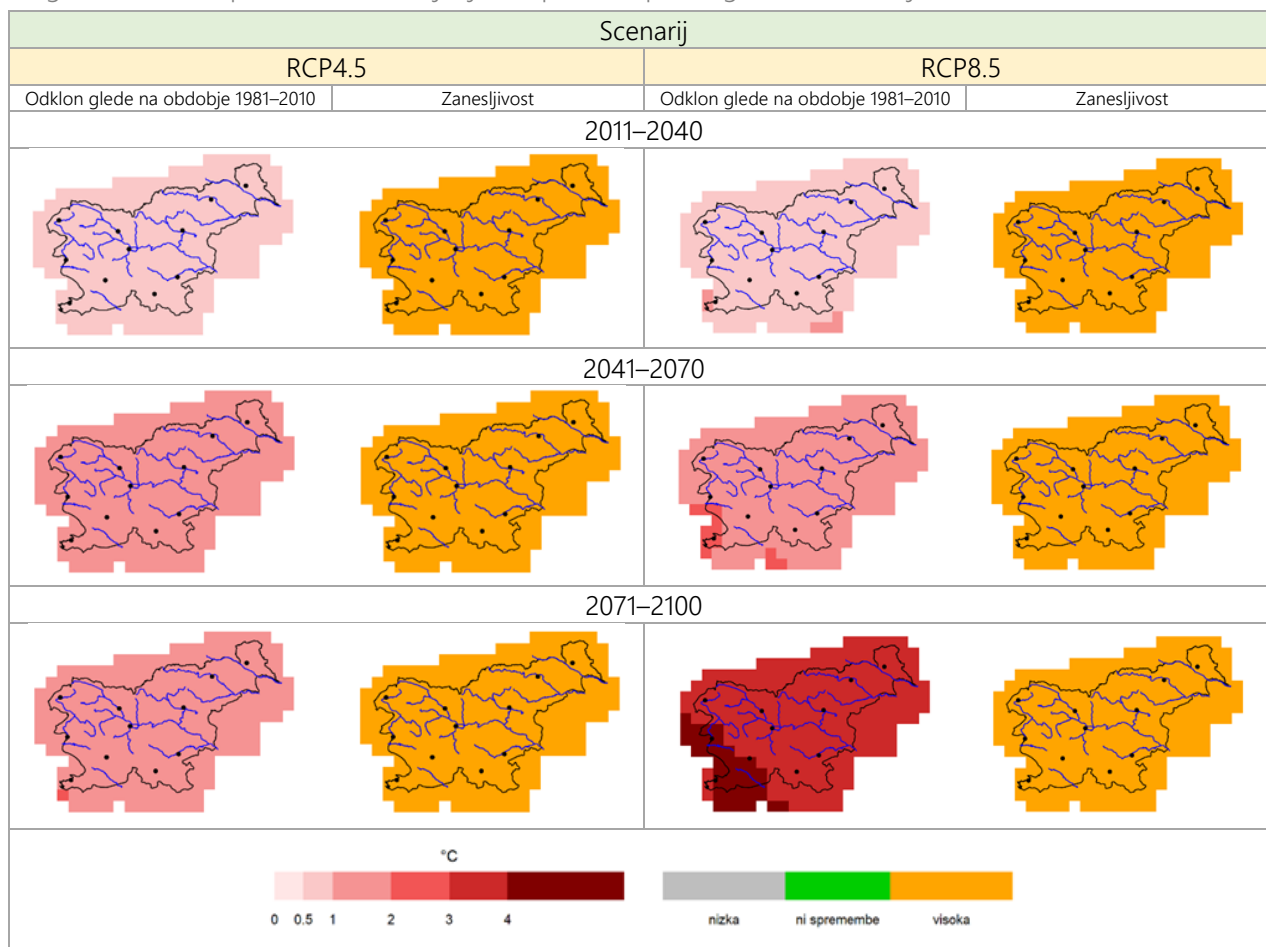 Scenarij
RCP4.5
RCP8.5
Odklon glede na obdobje 1981–2010
Zanesljivost
Odklon glede na obdobje 1981–2010
Zanesljivost
2011–2040
2041–2070
2071–2100
°C
0 0.5 1 2 3 4
nizka ni spremembe visoka